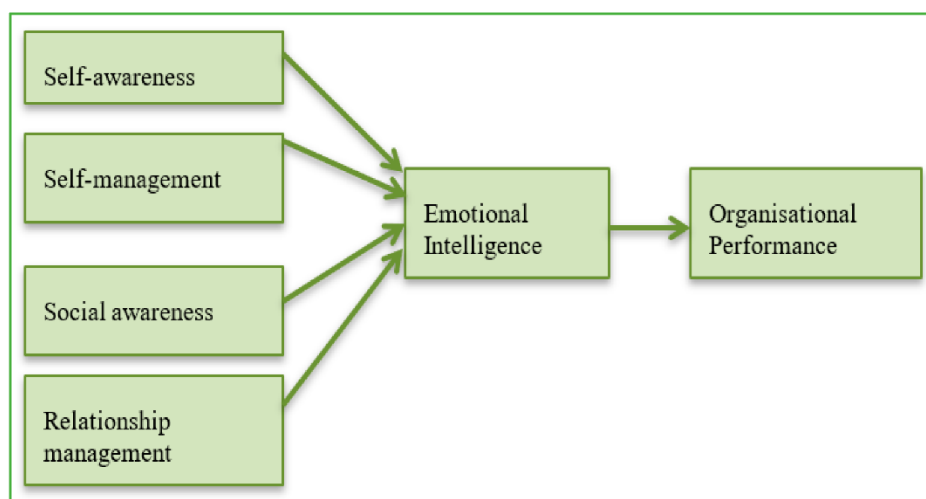 Self-awareness
Self-management
Social awareness
Relationship
management
Emotional
Intelligence
Organisational
Performance